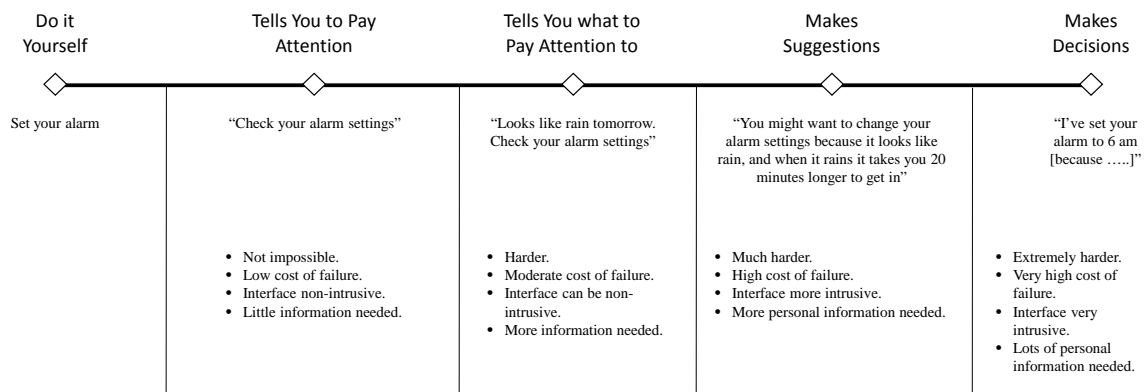 Do it
Yourself
Tells You to Pay
Attention
Tells You what to
Pay Attention to
Makes
Suggestions
Makes
Decisions
Set your alarm
“Check your alarm settings”
“Looks like rain tomorrow.
Check your alarm settings”
“You might want to change your
alarm settings because it looks like
rain, and when it rains it takes you 20
minutes longer to get in”
“I’ve set your
alarm to 6 am
[because …..]”
• Not impossible.
• Low cost of failure.
• Interface non-intrusive.
• Little information needed.
• Harder.
• Moderate cost of failure.
• Interface can be non-
intrusive.
• More information needed.
• Much harder.
• High cost of failure.
• Interface more intrusive.
• More personal information needed.
• Extremely harder.
• Very high cost of
failure.
• Interface very
intrusive.
• Lots of personal
information needed.